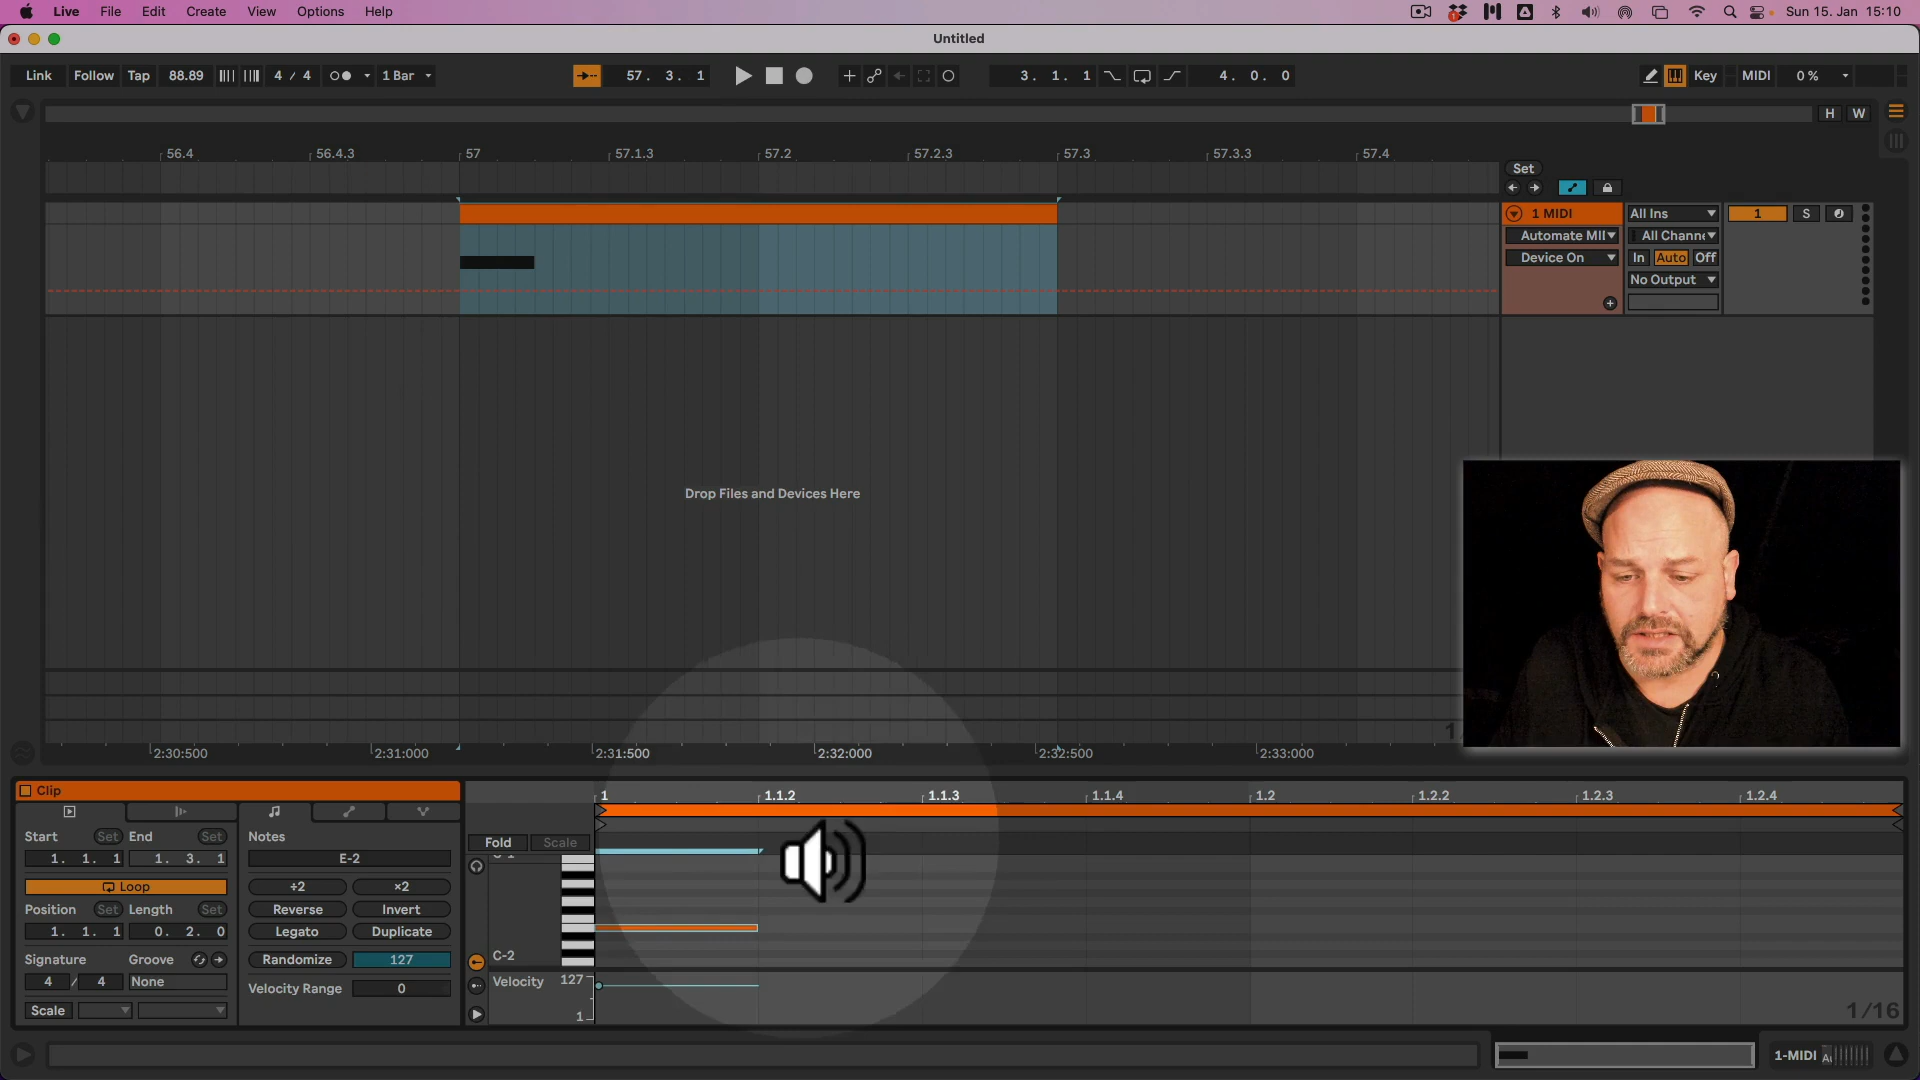 Live File Edit Create View Options Help
1
Sun 15. Jan 15:10
Untitled
Link Follow Tap 88.89 4 / 4 1 Bar 57. 3. 1 3. 1. 1 4. 0. 0 Key MIDI 0 %
H W
56.4 56.4.3 57 57.1.3 57.2 57.2.3 57.3 57.3.3 57.4
Set
1 MIDI All Ins 1 S
Automate MII All Channe
Device On In Auto Off
No Output
Drop Files and Devices Here
2:30:500 2:31:000 2:31:500 2:32:000 2:32:500 2:33:000
Clip
1 1.1.2 1.1.3 1.1.4 1.2 1.2.2 1.2.3 1.2.4
Start Set End Set Notes
Fold Scale
1. 1. 1 1. 3. 1 E-2
Loop ÷2 ×2
Position Set Length Set Reverse Invert
1. 1. 1 0. 2. 0 Legato Duplicate
C-2
Signature Groove Randomize 127
4 / 4 None Velocity Range 0
Velocity 127
1
Scale
1/16
1-MIDI